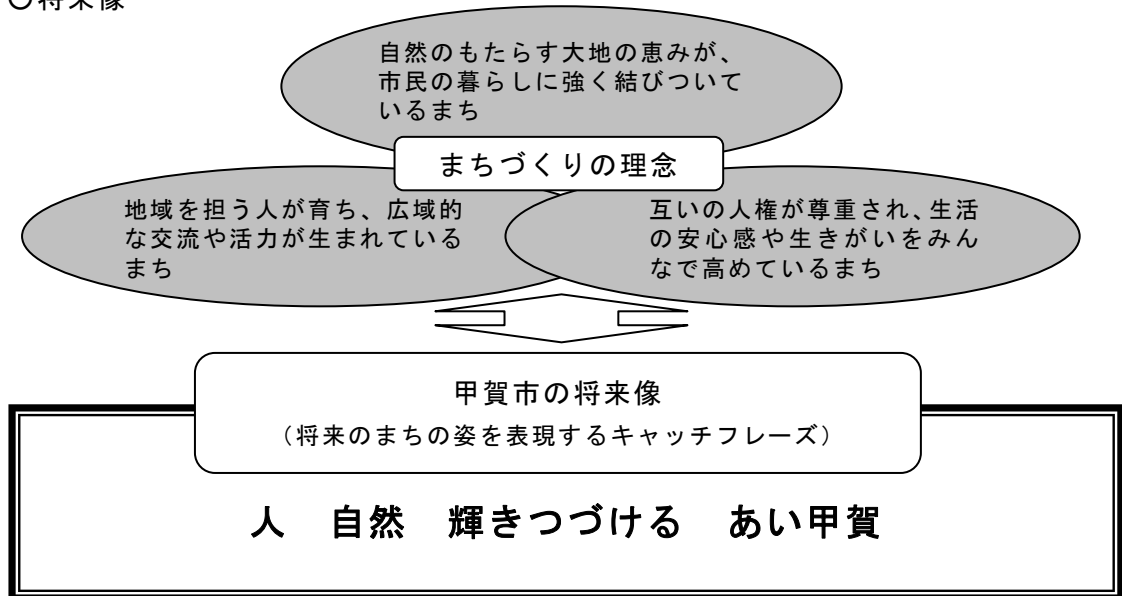 〇将来像
自然のもたらす大地の恵みが、
市民の暮らしに強く結びついて
いるまち
まちづくりの理念
地域を担う人が育ち、広域的
な交流や活力が生まれている
まち
互いの人権が尊重され、生活
の安心感や生きがいをみん
なで高めているまち
甲賀市の将来像
（将来のまちの姿を表現するキャッチフレーズ）
人　自然　輝きつづける　あい甲賀